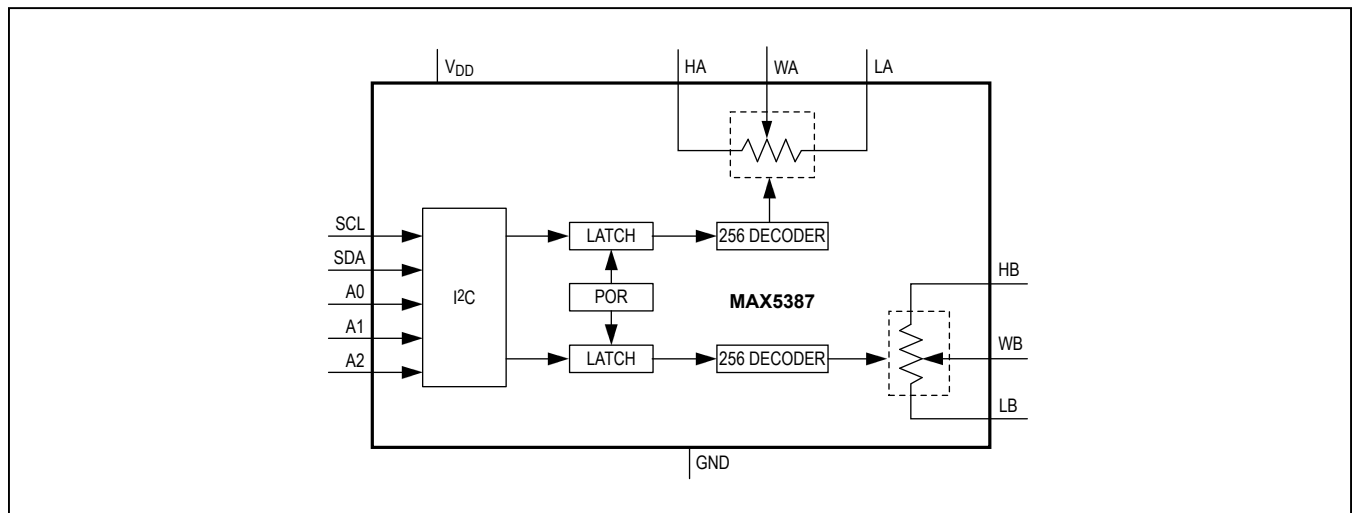 VDD
HA
WA
LA
SCL
SDA
A0
A1
A2
I2C
LATCH
256 DECODER
POR
MAX5387
LATCH
256 DECODER
HB
WB
LB
GND